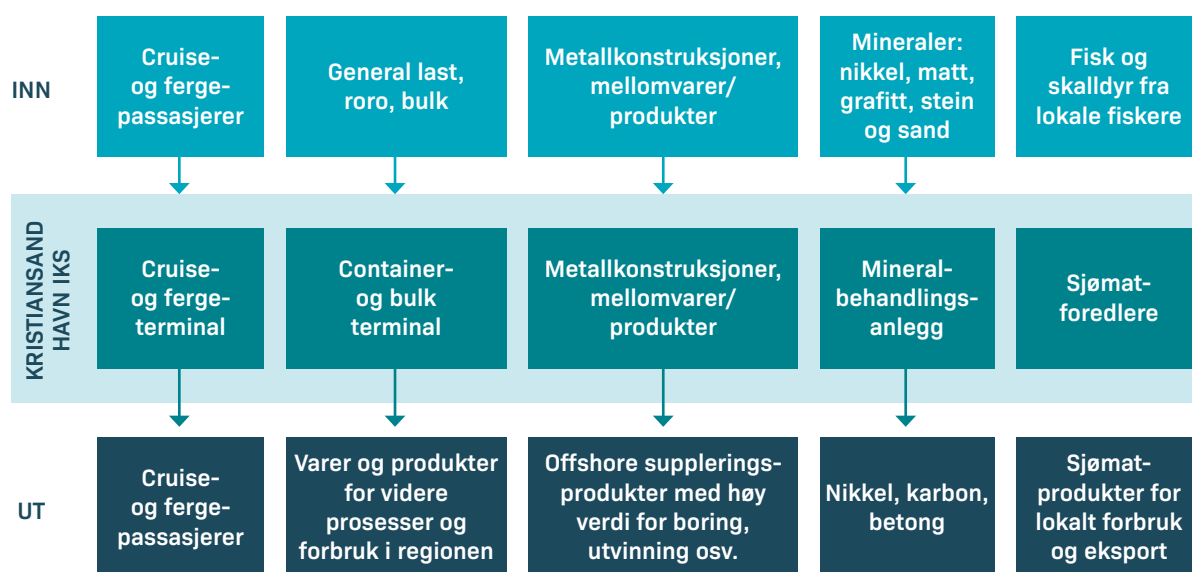 INN
Cruise-
og ferge-
passasjerer
General last,
roro, bulk
Metallkonstruksjoner,
mellomvarer/
produkter
Mineraler:
nikkel, matt,
grafitt, stein
og sand
Fisk og
skalldyr fra
lokale fiskere
KRISTIANSAND
HAVN IKS
Cruise-
og ferge-
terminal
Container-
og bulk
terminal
Metallkonstruksjoner,
mellomvarer/
produkter
Mineral-
behandlings-
anlegg
Sjømat-
foredlere
UT
Cruise-
og ferge-
passasjerer
Varer og produkter
for videre
prosesser og
forbruk i regionen
Offshore supplerings-
produkter med høy
verdi for boring,
utvinning osv.
Nikkel, karbon,
betong
Sjømat-
produkter for
lokalt forbruk
og eksport